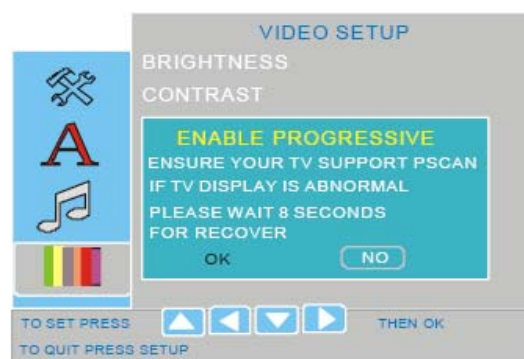 VIDEO SETUP
BRIGHTNESS
CONTRAST
A
ENABLE PROGRESSIVE
ENSURE YOUR TV SUPPORT PSCAN
IF TV DISPLAY IS ABNORMAL
PLEASE WAIT 8 SECONDS
FOR RECOVER
OK NO
TO SET PRESS THEN OK
TO QUIT PRESS SETUP